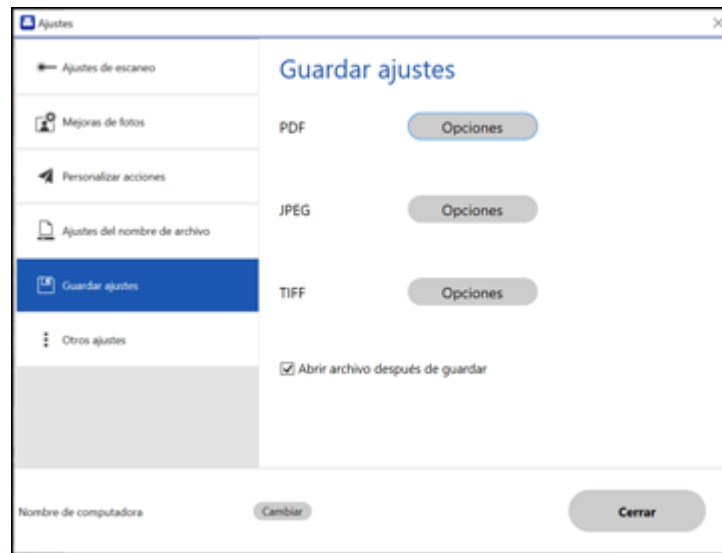 Ajustes
Ajustes de escaneo
Mejoras de fotos
Personalizar acciones
Ajustes del nombre de archivo
Guardar ajustes
Otros ajustes
Guardar ajustes
PDF Opciones
JPEG Opciones
TIFF Opciones
Abrir archivo después de guardar
Nombre de computadora Cambiar Cerrar